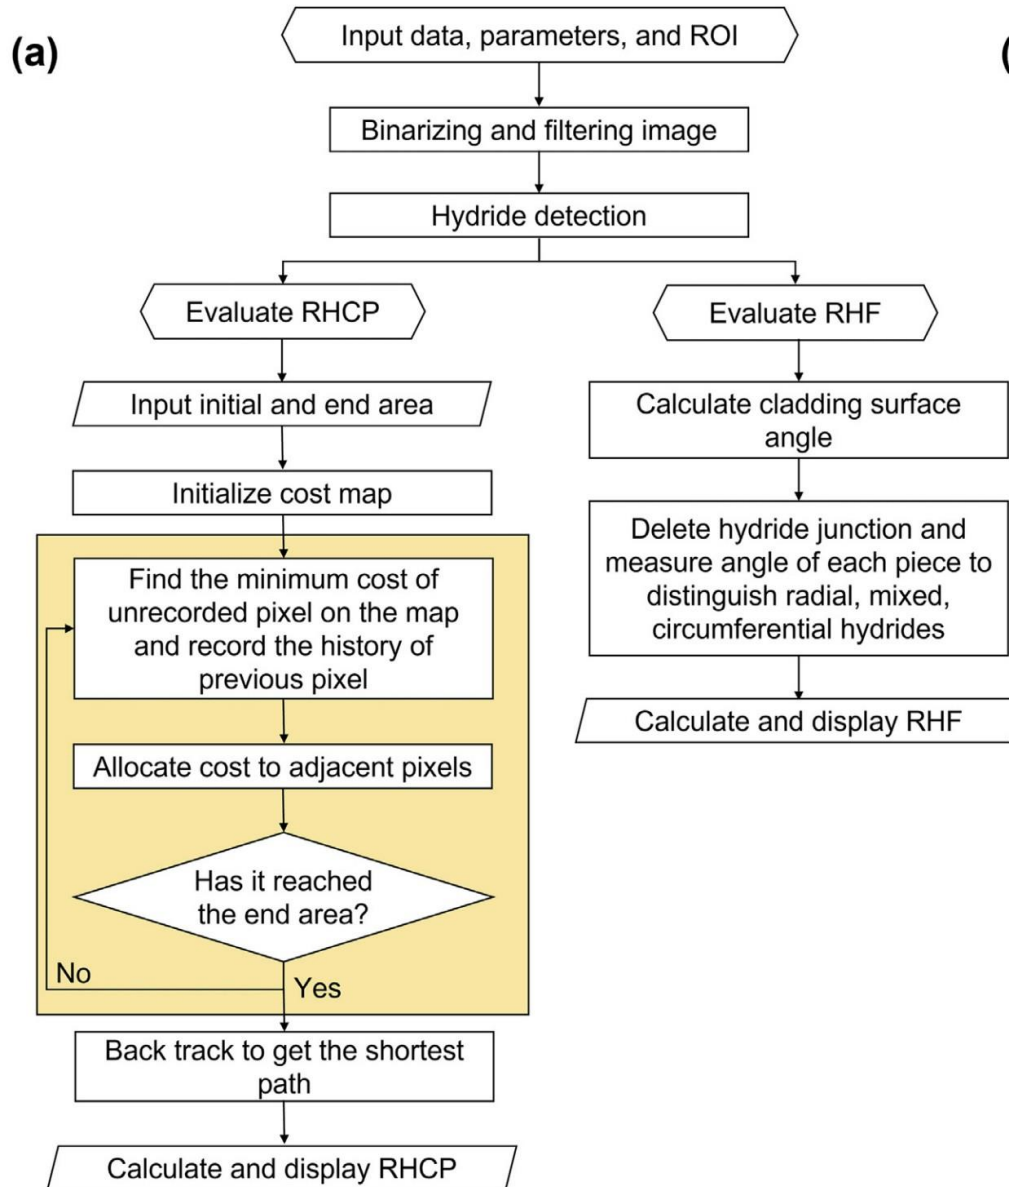 (a)
(
Input data, parameters, and ROI
Binarizing and filtering image
Hydride detection
Evaluate RHCP
Input initial and end area
Initialize cost map
Find the minimum cost of
unrecorded pixel on the map
and record the history of
previous pixel
Allocate cost to adjacent pixels
Has it reached
the end area?
No
Yes
Back track to get the shortest
path
Calculate and display RHCP
Evaluate RHF
Calculate cladding surface
angle
Delete hydride junction and
measure angle of each piece to
distinguish radial, mixed,
circumferential hydrides
Calculate and display RHF